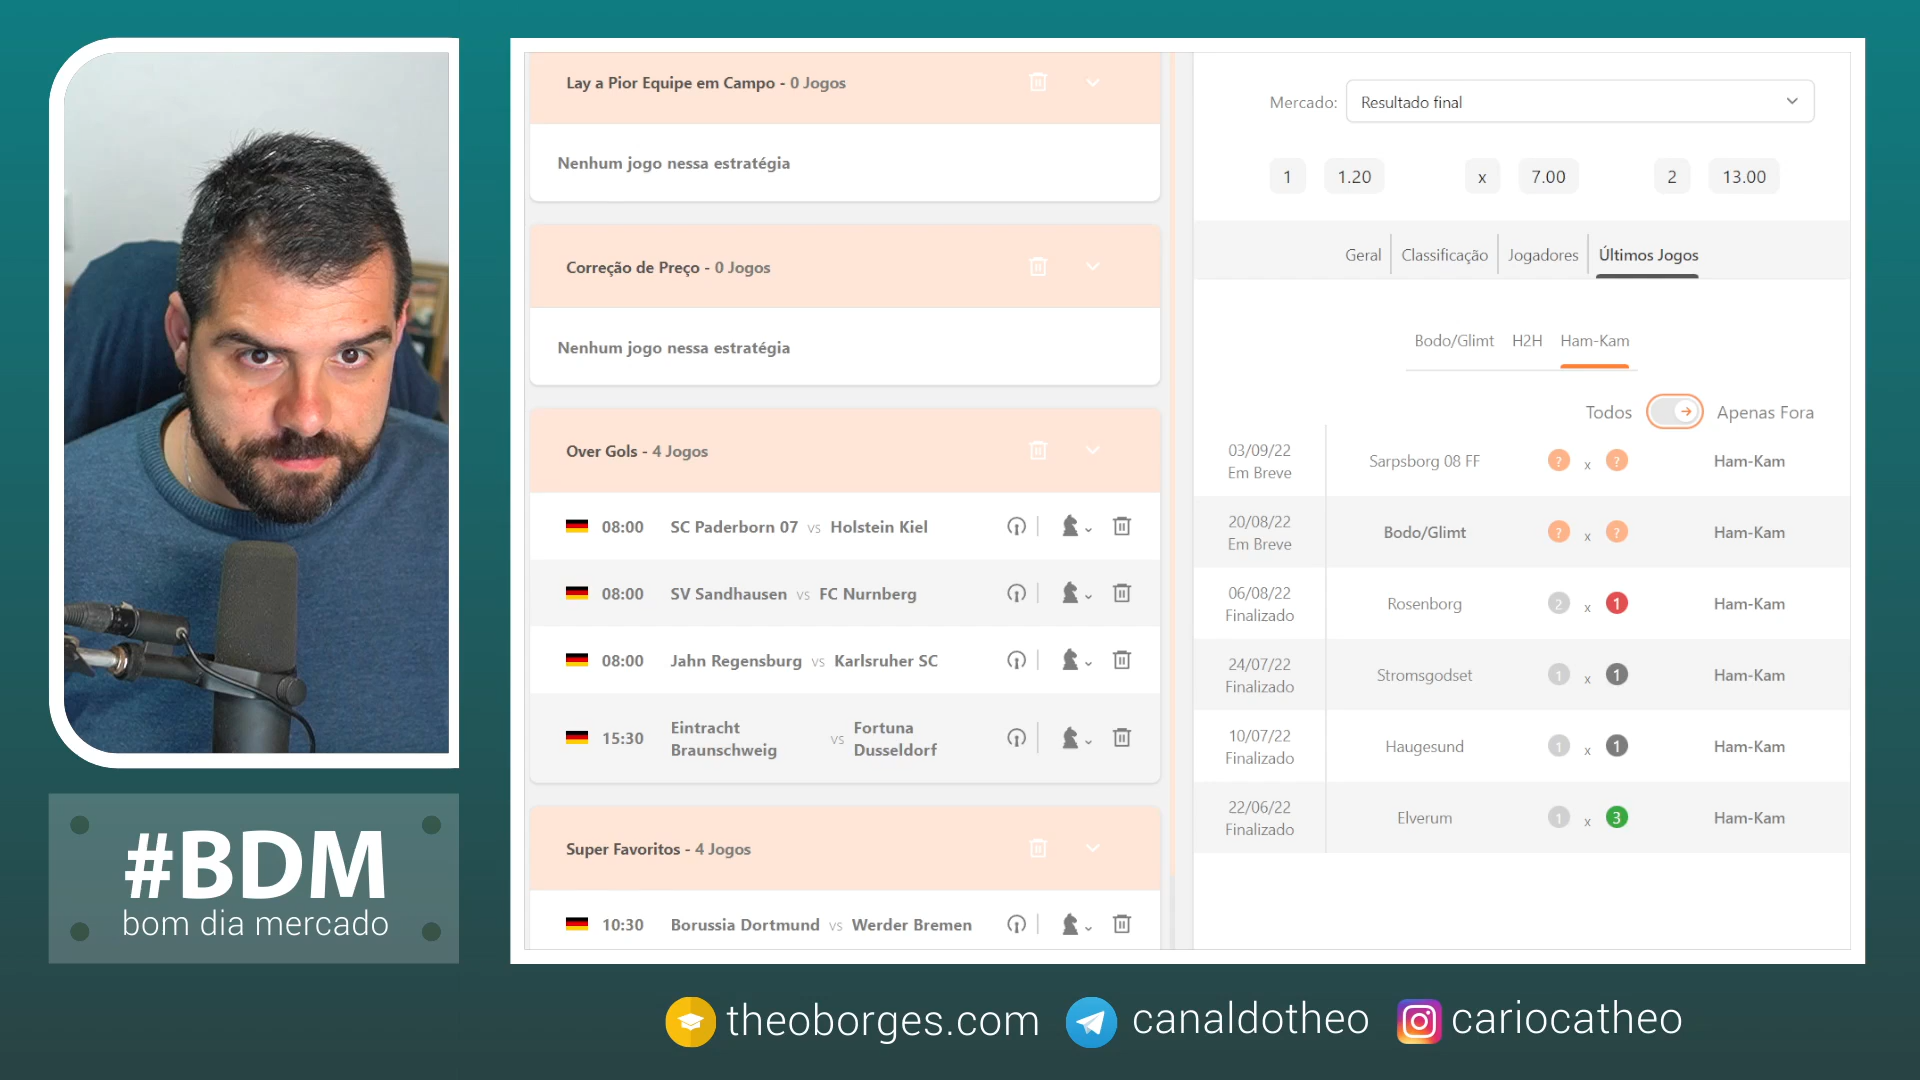 Lay a Pior Equipe em Campo - 0 Jogos
Nenhum jogo nessa estratégia
Correção de Preço - 0 Jogos
Nenhum jogo nessa estratégia
Over Gols - 4 Jogos
08:00 SC Paderborn 07 vs Holstein Kiel
08:00 SV Sandhausen vs FC Nurnberg
08:00 Jahn Regensburg vs Karlsruher SC
15:30 Eintracht Braunschweig vs Fortuna Dusseldorf
Super Favoritos - 4 Jogos
10:30 Borussia Dortmund vs Werder Bremen
Mercado: Resultado final
1 1.20 x 7.00 2 13.00
Geral Classificação Jogadores Últimos Jogos
Bodo/Glimt H2H Ham-Kam
Todos Apenas Fora
03/09/22 Em Breve Sarpsborg 08 FF ? x ? Ham-Kam
20/08/22 Em Breve Bodo/Glimt ? x ? Ham-Kam
06/08/22 Finalizado Rosenborg 2 x 1 Ham-Kam
24/07/22 Finalizado Stromsgodset 1 x 1 Ham-Kam
10/07/22 Finalizado Haugesund 1 x 1 Ham-Kam
22/06/22 Finalizado Elverum 1 x 3 Ham-Kam
#BDM
bom dia mercado
theoborges.com canaldotheo cariocatheo